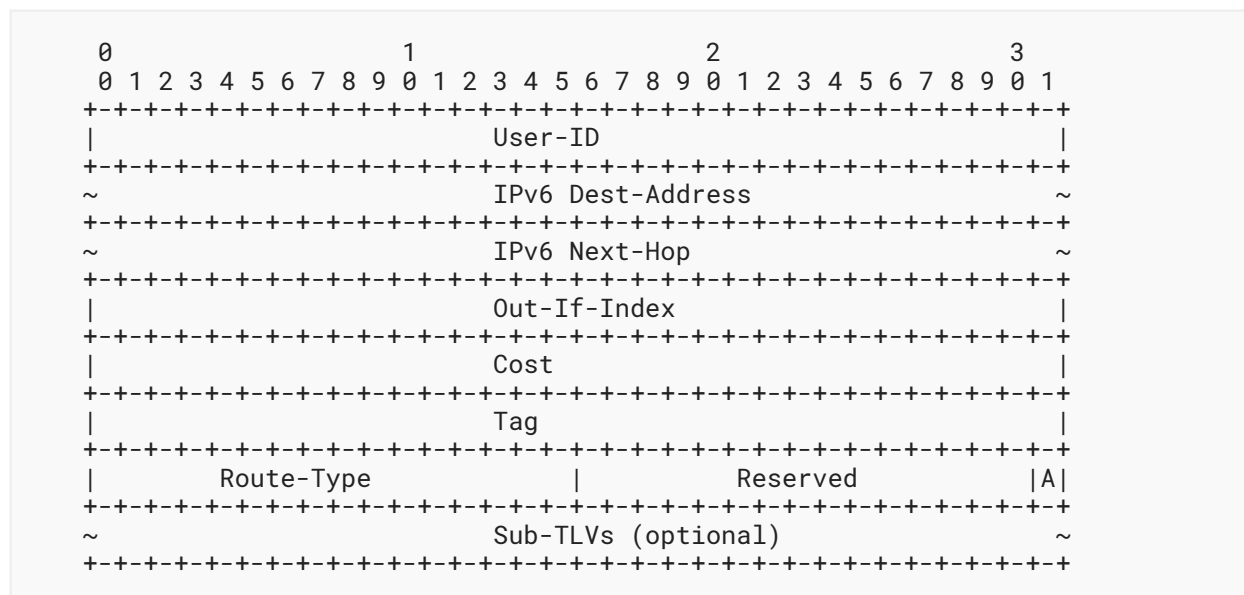 0                   1                   2                   3
 0 1 2 3 4 5 6 7 8 9 0 1 2 3 4 5 6 7 8 9 0 1 2 3 4 5 6 7 8 9 0 1
+-+-+-+-+-+-+-+-+-+-+-+-+-+-+-+-+-+-+-+-+-+-+-+-+-+-+-+-+-+-+-+-+
|                          User-ID                              |
+-+-+-+-+-+-+-+-+-+-+-+-+-+-+-+-+-+-+-+-+-+-+-+-+-+-+-+-+-+-+-+-+
~                          IPv6 Dest-Address                    ~
+-+-+-+-+-+-+-+-+-+-+-+-+-+-+-+-+-+-+-+-+-+-+-+-+-+-+-+-+-+-+-+-+
~                          IPv6 Next-Hop                        ~
+-+-+-+-+-+-+-+-+-+-+-+-+-+-+-+-+-+-+-+-+-+-+-+-+-+-+-+-+-+-+-+-+
|                          Out-If-Index                         |
+-+-+-+-+-+-+-+-+-+-+-+-+-+-+-+-+-+-+-+-+-+-+-+-+-+-+-+-+-+-+-+-+
|                          Cost                                 |
+-+-+-+-+-+-+-+-+-+-+-+-+-+-+-+-+-+-+-+-+-+-+-+-+-+-+-+-+-+-+-+-+
|                          Tag                                  |
+-+-+-+-+-+-+-+-+-+-+-+-+-+-+-+-+-+-+-+-+-+-+-+-+-+-+-+-+-+-+-+-+
|        Route-Type             |          Reserved           |A|
+-+-+-+-+-+-+-+-+-+-+-+-+-+-+-+-+-+-+-+-+-+-+-+-+-+-+-+-+-+-+-+-+
~                          Sub-TLVs (optional)                  ~
+-+-+-+-+-+-+-+-+-+-+-+-+-+-+-+-+-+-+-+-+-+-+-+-+-+-+-+-+-+-+-+-+